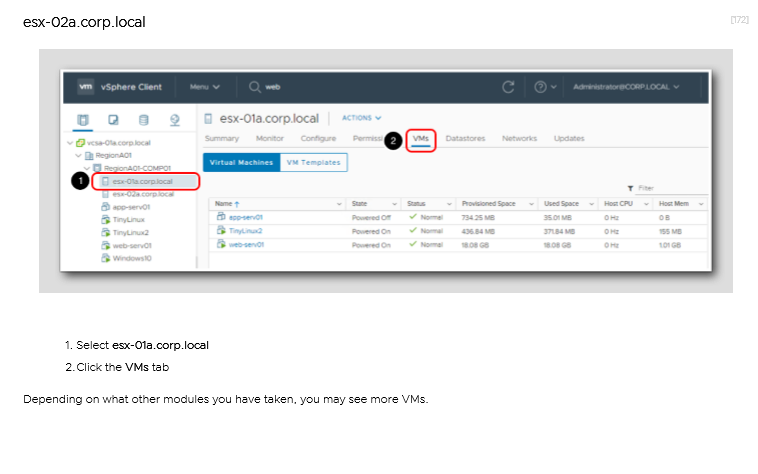 esx-02a.corp.local
[172]
vm vSphere Client Menu web Administrator@CORP.LOCAL
esx-01a.corp.local ACTIONS
Summary Monitor Configure Permissi 2 VMs Datastores Networks Updates
Virtual Machines VM Templates
vcsa-01a.corp.local
RegionA01
RegionA01-COMP01
1 esx-01a.corp.local
esx-02a.corp.local
app-serv01
TinyLinux
TinyLinux2
web-serv01
Windows10
Filter
Name State Status Provisioned Space Used Space Host CPU Host Mem
app-serv01 Powered Off Normal 734.25 MB 35.01 MB 0 Hz 0 B
TinyLinux2 Powered On Normal 436.84 MB 371.84 MB 0 Hz 155 MB
web-serv01 Powered On Normal 18.08 GB 18.08 GB 0 Hz 1.01 GB
1. Select esx-01a.corp.local
2. Click the VMs tab
Depending on what other modules you have taken, you may see more VMs.